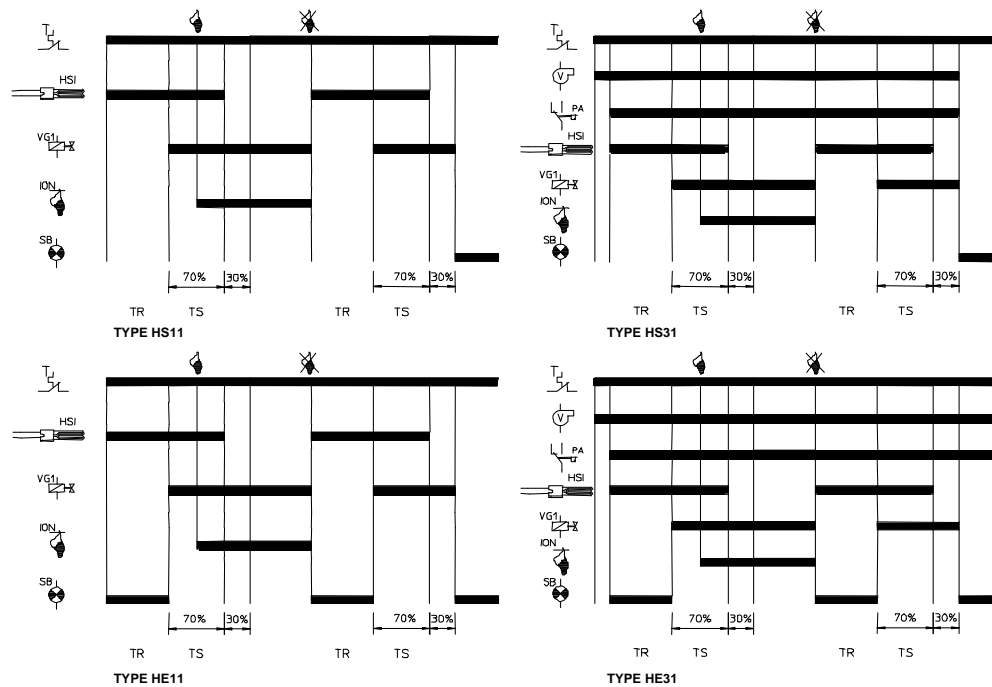 T
HSI
VG1
ION
SB
70% 30% 70% 30%
TR TS TR TS
TYPE HS11
T
V
PA
HSI
VG1
ION
SB
70% 30% 70% 30%
TR TS TR TS
TYPE HS31
T
HSI
VG1
ION
SB
70% 30% 70% 30%
TR TS TR TS
TYPE HE11
T
V
PA
HSI
VG1
ION
SB
70% 30% 70% 30%
TR TS TR TS
TYPE HE31